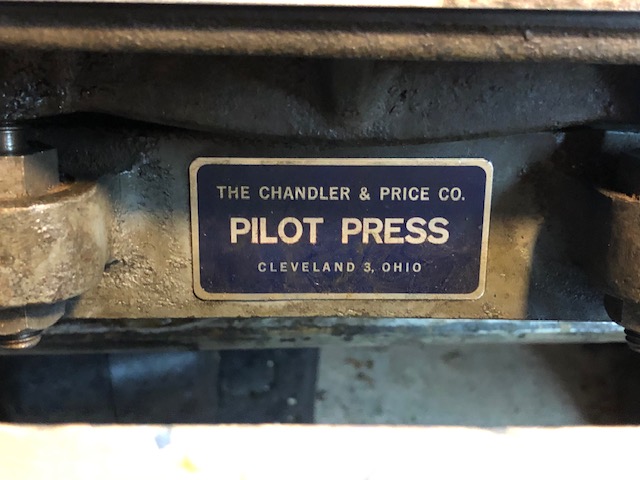 THE CHANDLER & PRICE CO.
PILOT PRESS
CLEVELAND 3, OHIO